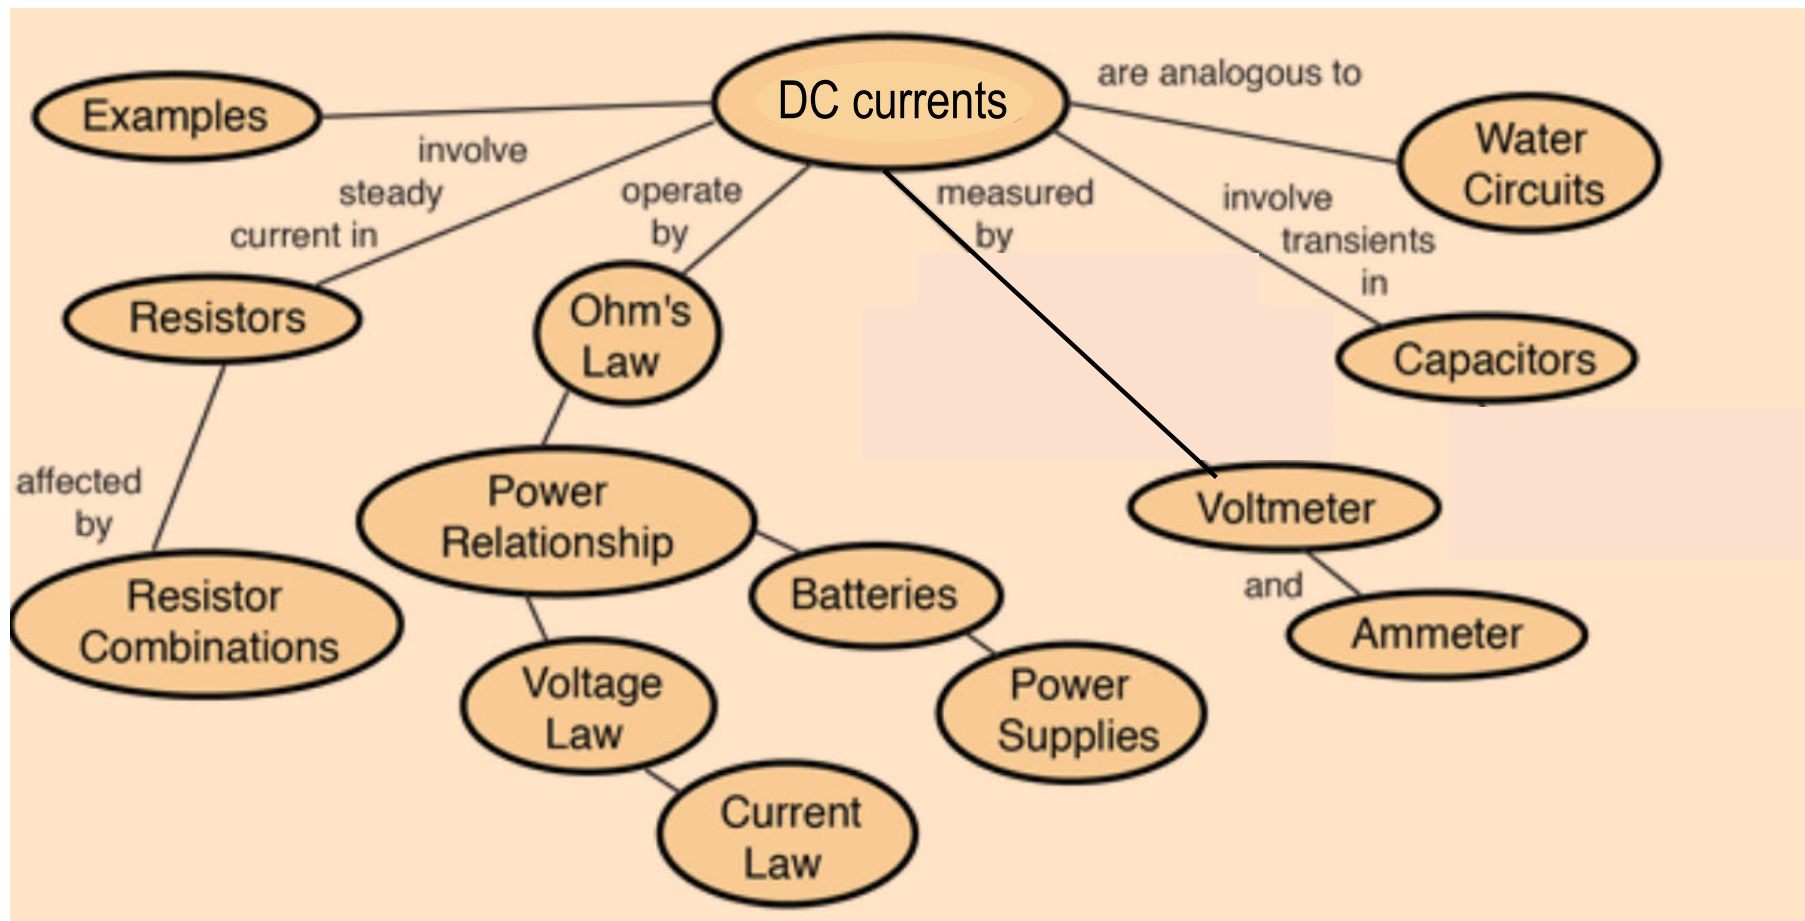 DC currents
are analogous to
Examples
Water
Circuits
involve
steady
current in
operate
by
measured
by
involve
transients
in
Resistors
Ohm's
Law
Capacitors
affected
by
Power
Relationship
Voltmeter
and
Resistor
Combinations
Batteries
Ammeter
Voltage
Law
Power
Supplies
Current
Law